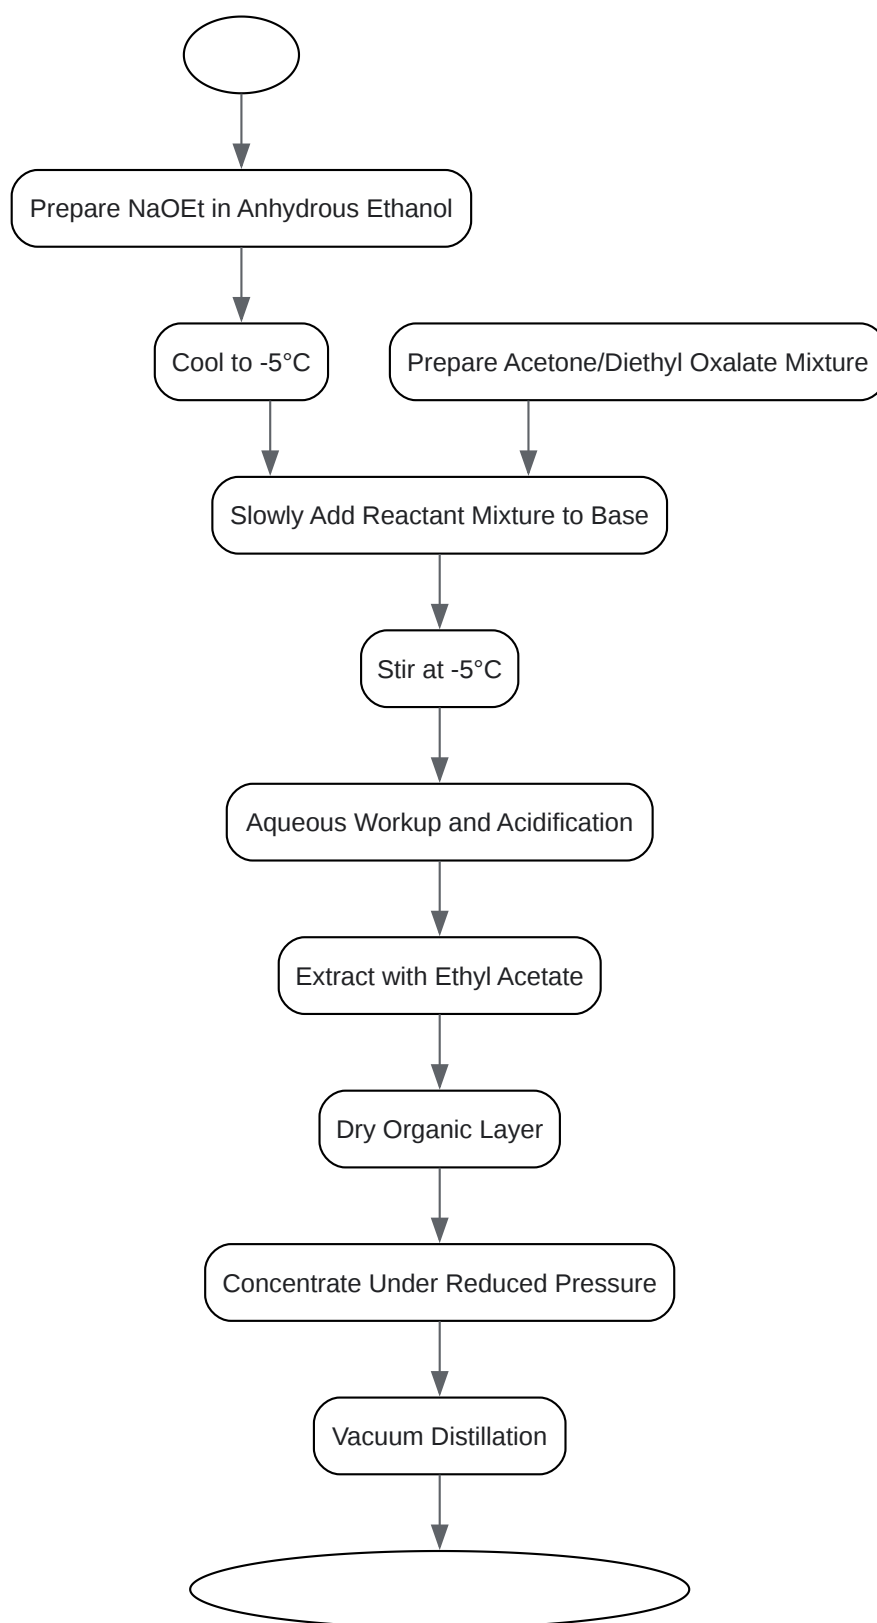 Prepare NaOEt in Anhydrous Ethanol
Cool to -5°C
Prepare Acetone/Diethyl Oxalate Mixture
Slowly Add Reactant Mixture to Base
Stir at -5°C
Aqueous Workup and Acidification
Extract with Ethyl Acetate
Dry Organic Layer
Concentrate Under Reduced Pressure
Vacuum Distillation